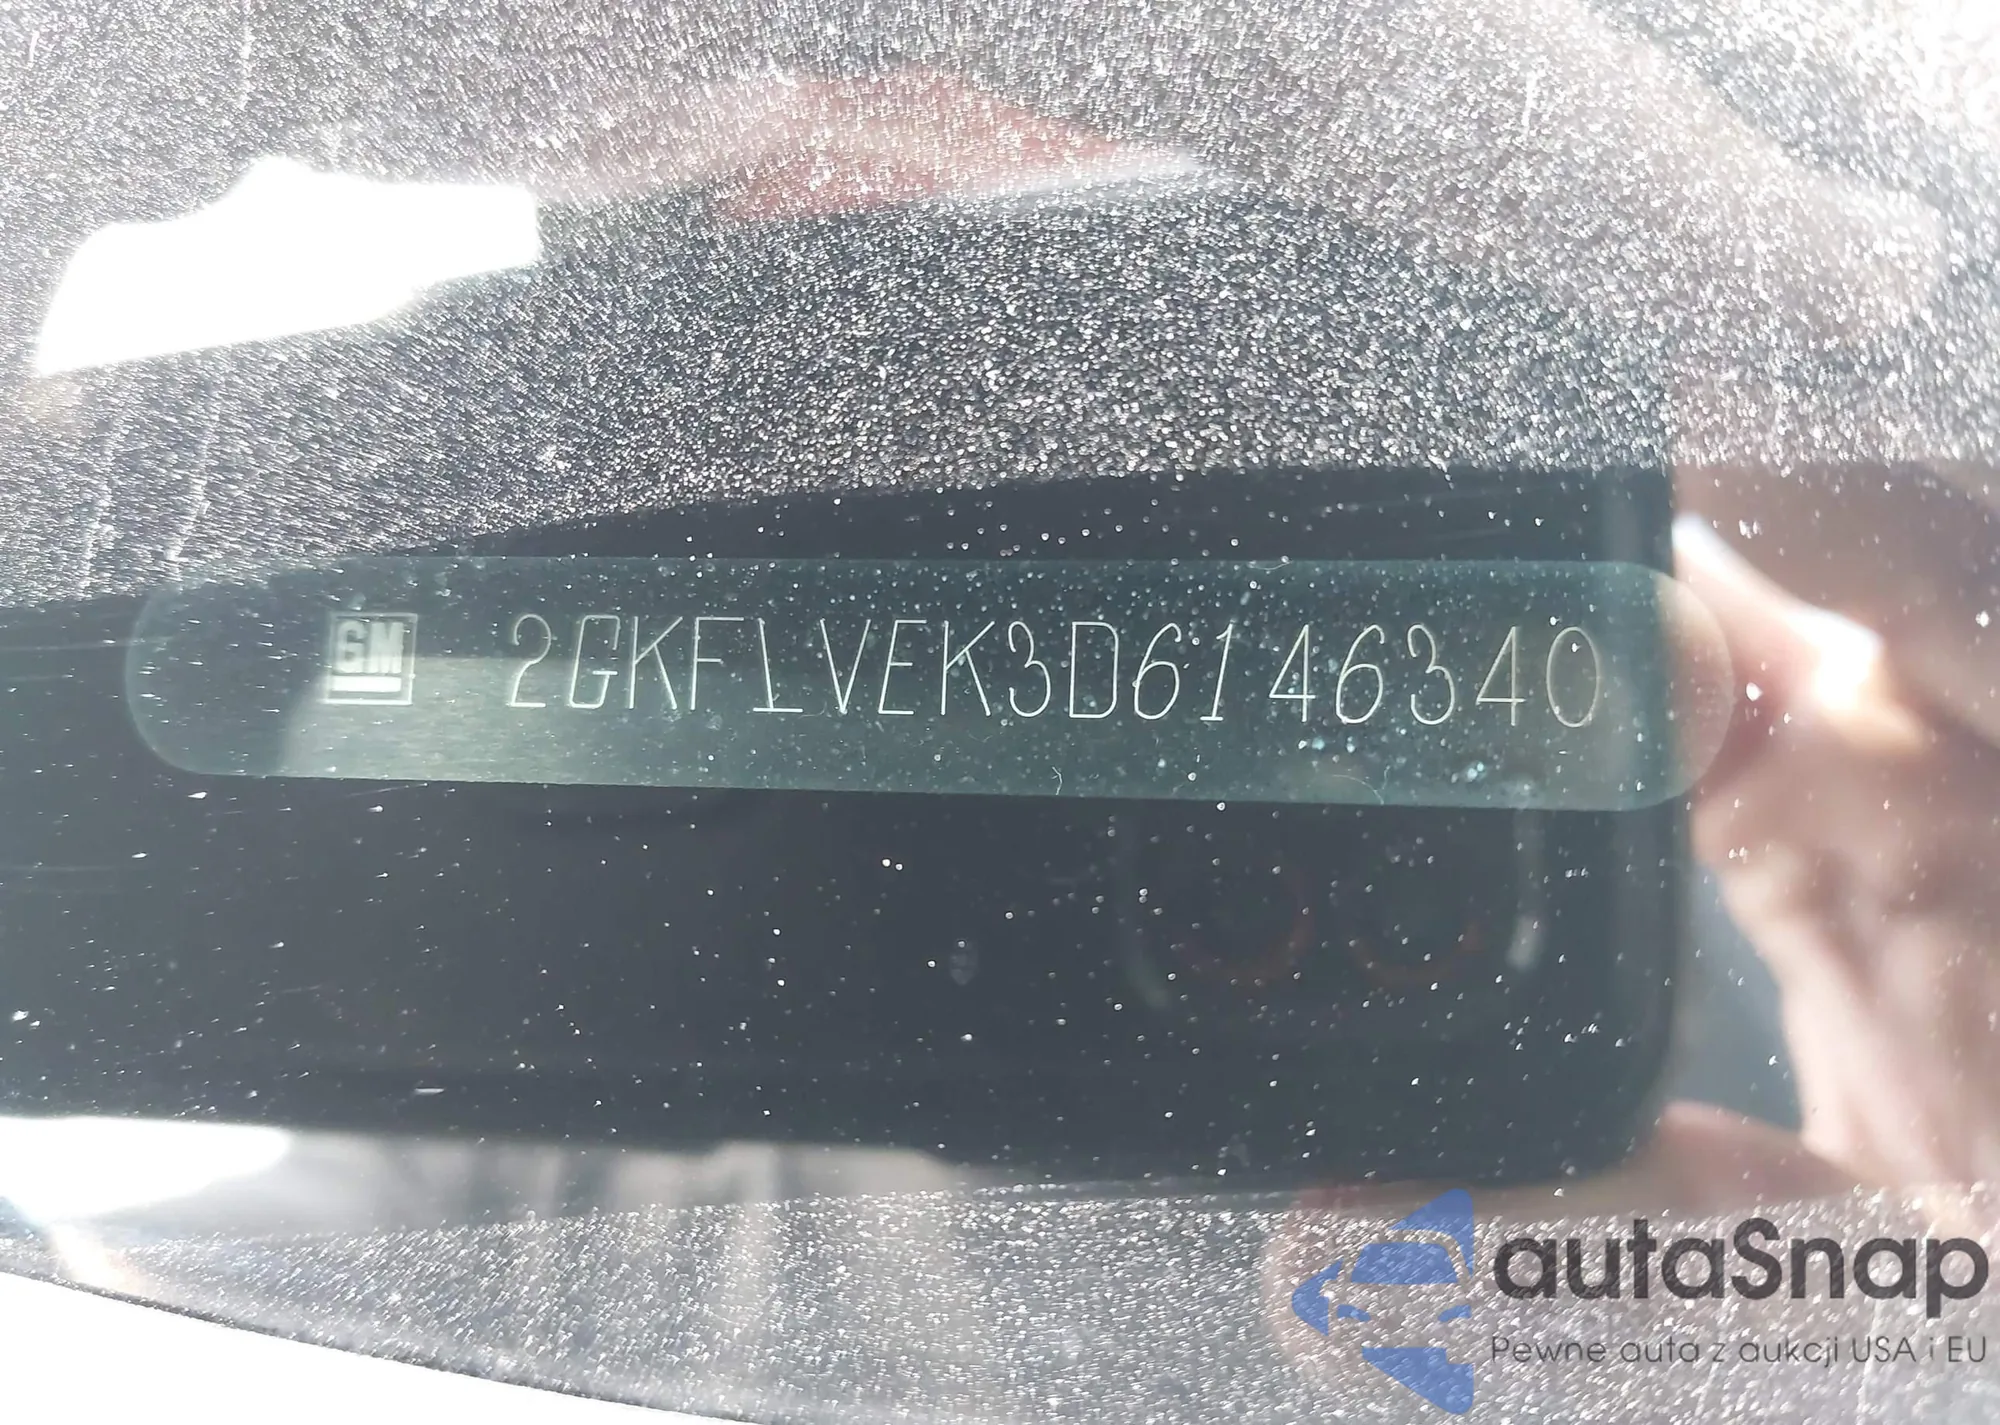 GM 2GKFLVEK3D6146340
autaSnap
Pewne auta z aukcji USA i EU